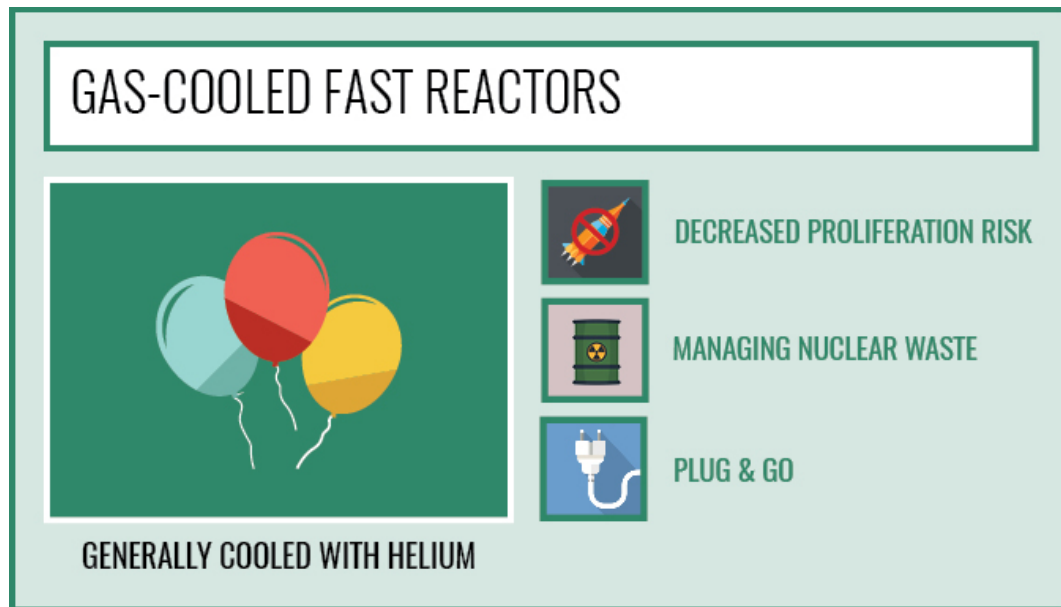 GAS-COOLED FAST REACTORS
DECREASED PROLIFERATION RISK
MANAGING NUCLEAR WASTE
PLUG & GO
GENERALLY COOLED WITH HELIUM